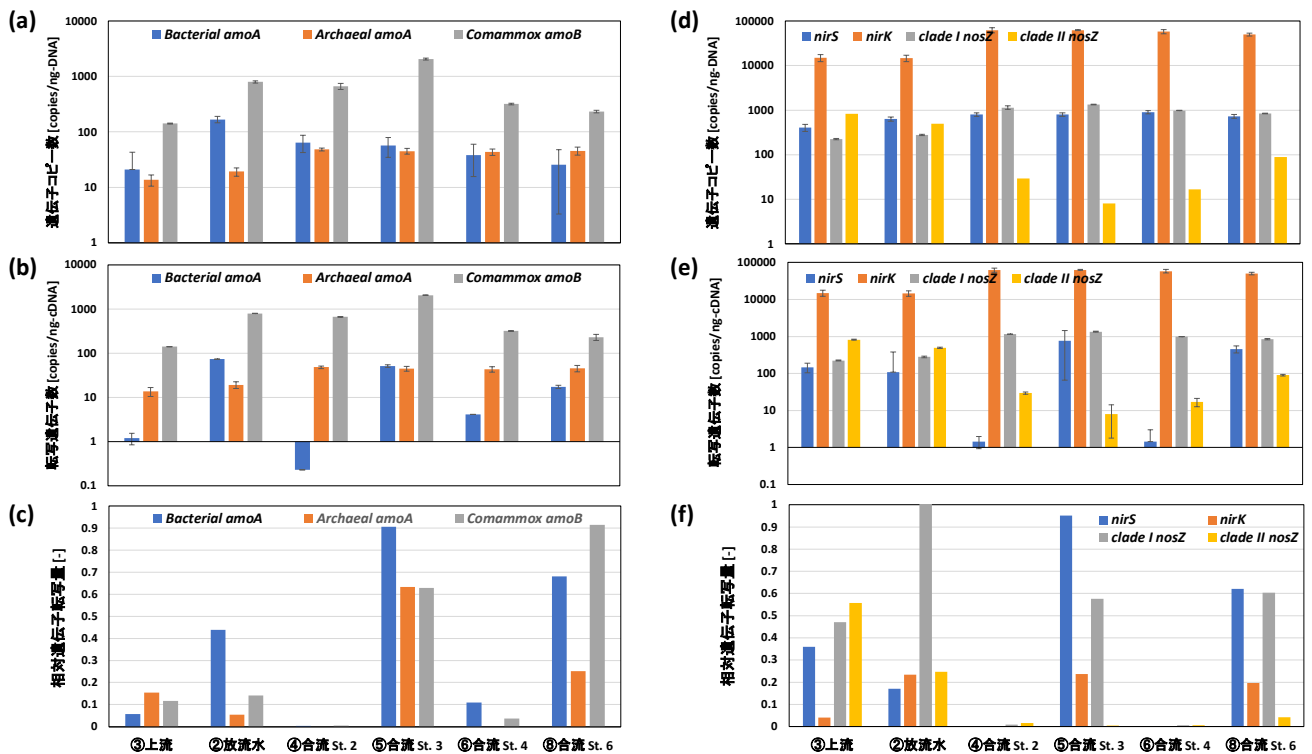 (a)
遺伝子コピー数 [copies/ng-DNA]
10000
1000
100
10
1
Bacterial amoA Archaeal amoA Comammox amoB
(b)
転写遺伝子数 [copies/ng-cDNA]
10000
1000
100
10
1
0.1
Bacterial amoA Archaeal amoA Comammox amoB
(c)
相対遺伝子転写量 [-]
1
0.9
0.8
0.7
0.6
0.5
0.4
0.3
0.2
0.1
0
Bacterial amoA Archaeal amoA Comammox amoB
③上流 ②放流水 ④合流 St. 2 ⑤合流 St. 3 ⑥合流 St. 4 ⑧合流 St. 6
(d)
遺伝子コピー数 [copies/ng-DNA]
100000
10000
1000
100
10
1
nirS nirK clade I nosZ clade II nosZ
(e)
転写遺伝子数 [copies/ng-cDNA]
100000
10000
1000
100
10
1
0.1
nirS nirK clade I nosZ clade II nosZ
(f)
相対遺伝子転写量 [-]
1
0.9
0.8
0.7
0.6
0.5
0.4
0.3
0.2
0.1
0
nirS nirK
clade I nosZ clade II nosZ
③上流 ②放流水 ④合流 St. 2 ⑤合流 St. 3 ⑥合流 St. 4 ⑧合流 St. 6